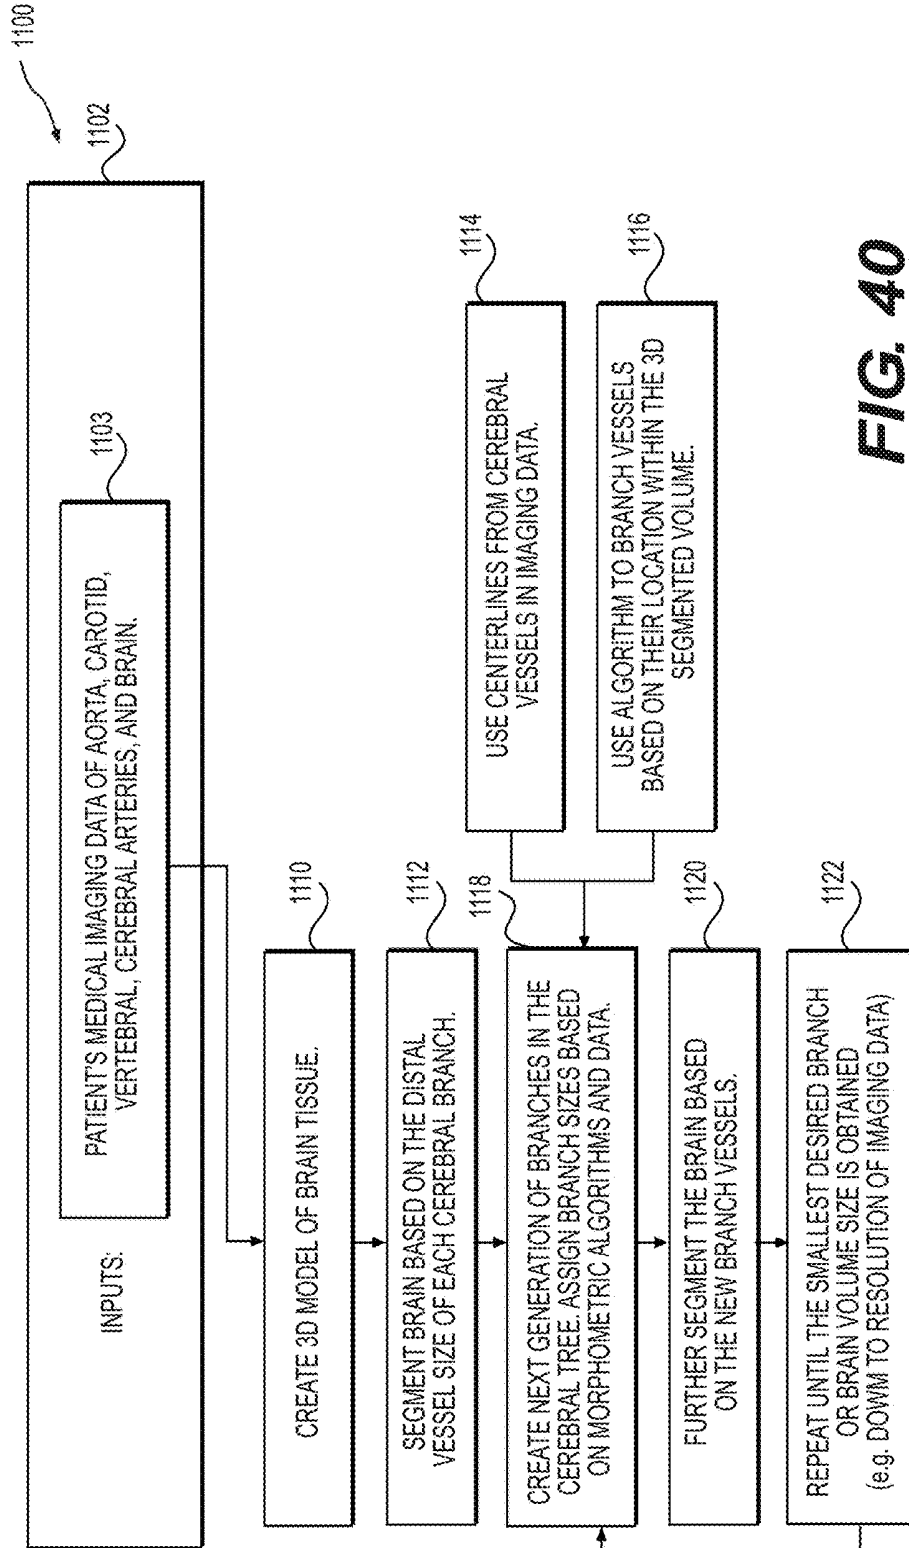 1100
1102
1103
INPUTS:
PATIENT'S MEDICAL IMAGING DATA OF AORTA, CAROTID,
VERTEBRAL, CEREBRAL ARTERIES, AND BRAIN.
1110
CREATE 3D MODEL OF BRAIN TISSUE.
1112
SEGMENT BRAIN BASED ON THE DISTAL
VESSEL SIZE OF EACH CEREBRAL BRANCH.
1114
USE CENTERLINES FROM CEREBRAL
VESSELS IN IMAGING DATA.
1116
USE ALGORITHM TO BRANCH VESSELS
BASED ON THEIR LOCATION WITHIN THE 3D
SEGMENTED VOLUME.
1118
CREATE NEXT GENERATION OF BRANCHES IN THE
CEREBRAL TREE. ASSIGN BRANCH SIZES BASED
ON MORPHOMETRIC ALGORITHMS AND DATA.
1120
FURTHER SEGMENT THE BRAIN BASED
ON THE NEW BRANCH VESSELS.
1122
REPEAT UNTIL THE SMALLEST DESIRED BRANCH
OR BRAIN VOLUME SIZE IS OBTAINED
(e.g. DOWM TO RESOLUTION OF IMAGING DATA)
FIG. 40